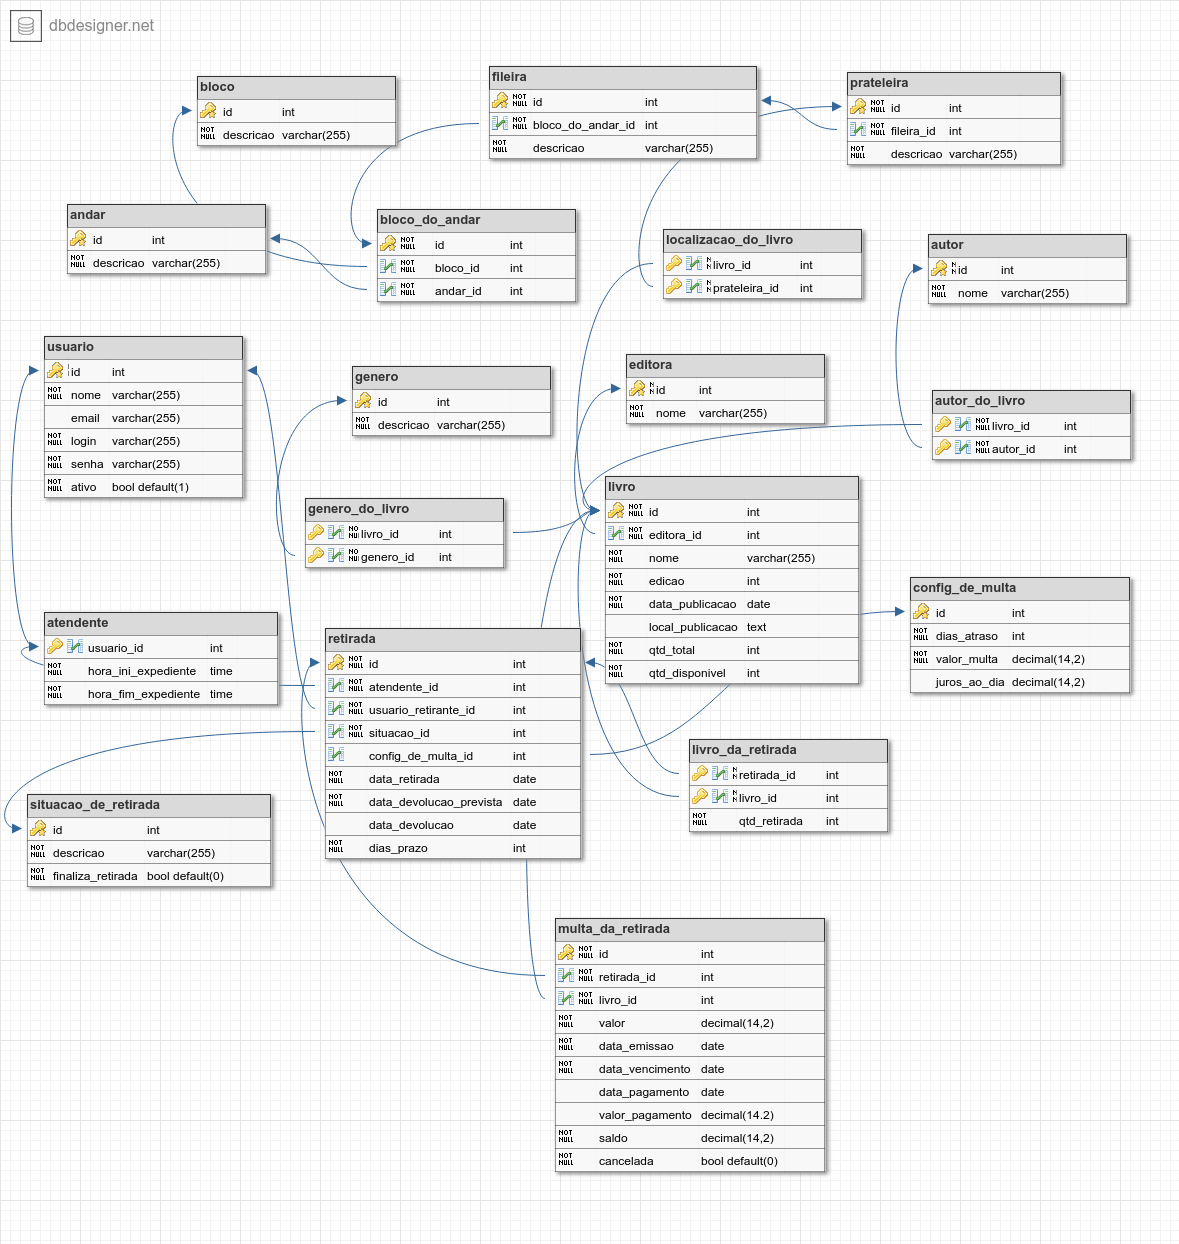 dbdesigner.net
bloco
id int
NOT NULL descricao varchar(255)
fileira
NOT NULL id int
NOT NULL bloco_do_andar_id int
NOT NULL descricao varchar(255)
prateleira
NOT NULL id int
NOT NULL fileira_id int
NOT NULL descricao varchar(255)
andar
id int
NOT NULL descricao varchar(255)
bloco_do_andar
NOT NULL id int
NOT NULL bloco_id int
NOT NULL andar_id int
localizacao_do_livro
livro_id int
prateleira_id int
autor
id int
NOT NULL nome varchar(255)
usuario
id int
NOT NULL nome varchar(255)
email varchar(255)
NOT NULL login varchar(255)
NOT NULL senha varchar(255)
NOT NULL ativo bool default(1)
genero
id int
NOT NULL descricao varchar(255)
editora
id int
NOT NULL nome varchar(255)
autor_do_livro
NOT NULL livro_id int
NOT NULL autor_id int
genero_do_livro
livro_id int
genero_id int
livro
NOT NULL id int
NOT NULL editora_id int
NOT NULL nome varchar(255)
NOT NULL edicao int
NOT NULL data_publicacao date
local_publicacao text
NOT NULL qtd_total int
NOT NULL qtd_disponivel int
config_de_multa
id int
NOT NULL dias_atraso int
NOT NULL valor_multa decimal(14,2)
juros_ao_dia decimal(14,2)
atendente
usuario_id int
NOT NULL hora_ini_expediente time
NOT NULL hora_fim_expediente time
retirada
NOT NULL id int
NOT NULL atendente_id int
NOT NULL usuario_retirante_id int
NOT NULL situacao_id int
config_de_multa_id int
NOT NULL data_retirada date
NOT NULL data_devolucao_prevista date
data_devolucao date
NOT NULL dias_prazo int
livro_da_retirada
retirada_id int
livro_id int
NOT NULL qtd_retirada int
situacao_de_retirada
id int
NOT NULL descricao varchar(255)
NOT NULL finaliza_retirada bool default(0)
multa_da_retirada
NOT NULL id int
NOT NULL retirada_id int
NOT NULL livro_id int
NOT NULL valor decimal(14,2)
NOT NULL data_emissao date
NOT NULL data_vencimento date
data_pagamento date
valor_pagamento decimal(14.2)
NOT NULL saldo decimal(14,2)
NOT NULL cancelada bool default(0)